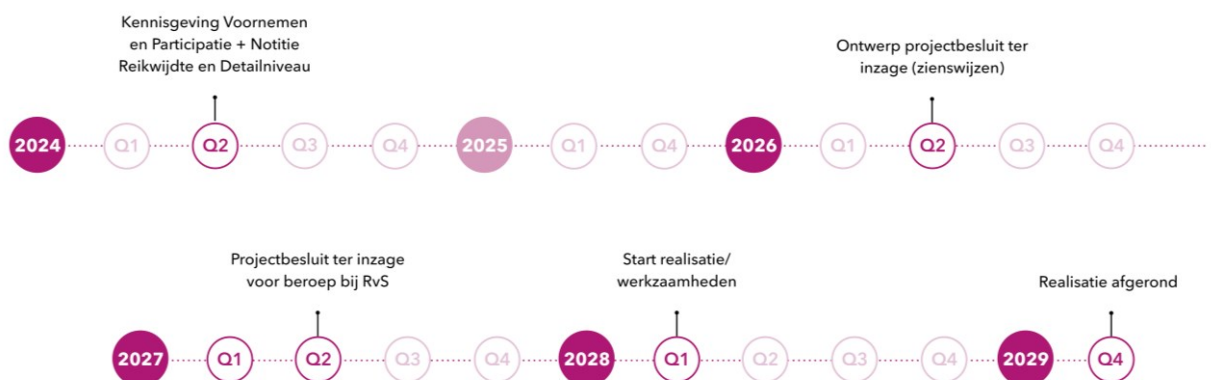 Kennisgeving Voornemen
en Participatie + Notitie
Reikwijdte en Detailniveau
Ontwerp projectbesluit ter
inzage (zienswijzen)
2024 Q1 Q2 Q3 Q4 2025 Q1 Q4 2026 Q1 Q2 Q3 Q4
Projectbesluit ter inzage
voor beroep bij RvS
Start realisatie/
werkzaamheden
Realisatie afgerond
2027 Q1 Q2 Q3 Q4 2028 Q1 Q2 Q3 Q4 2029 Q4